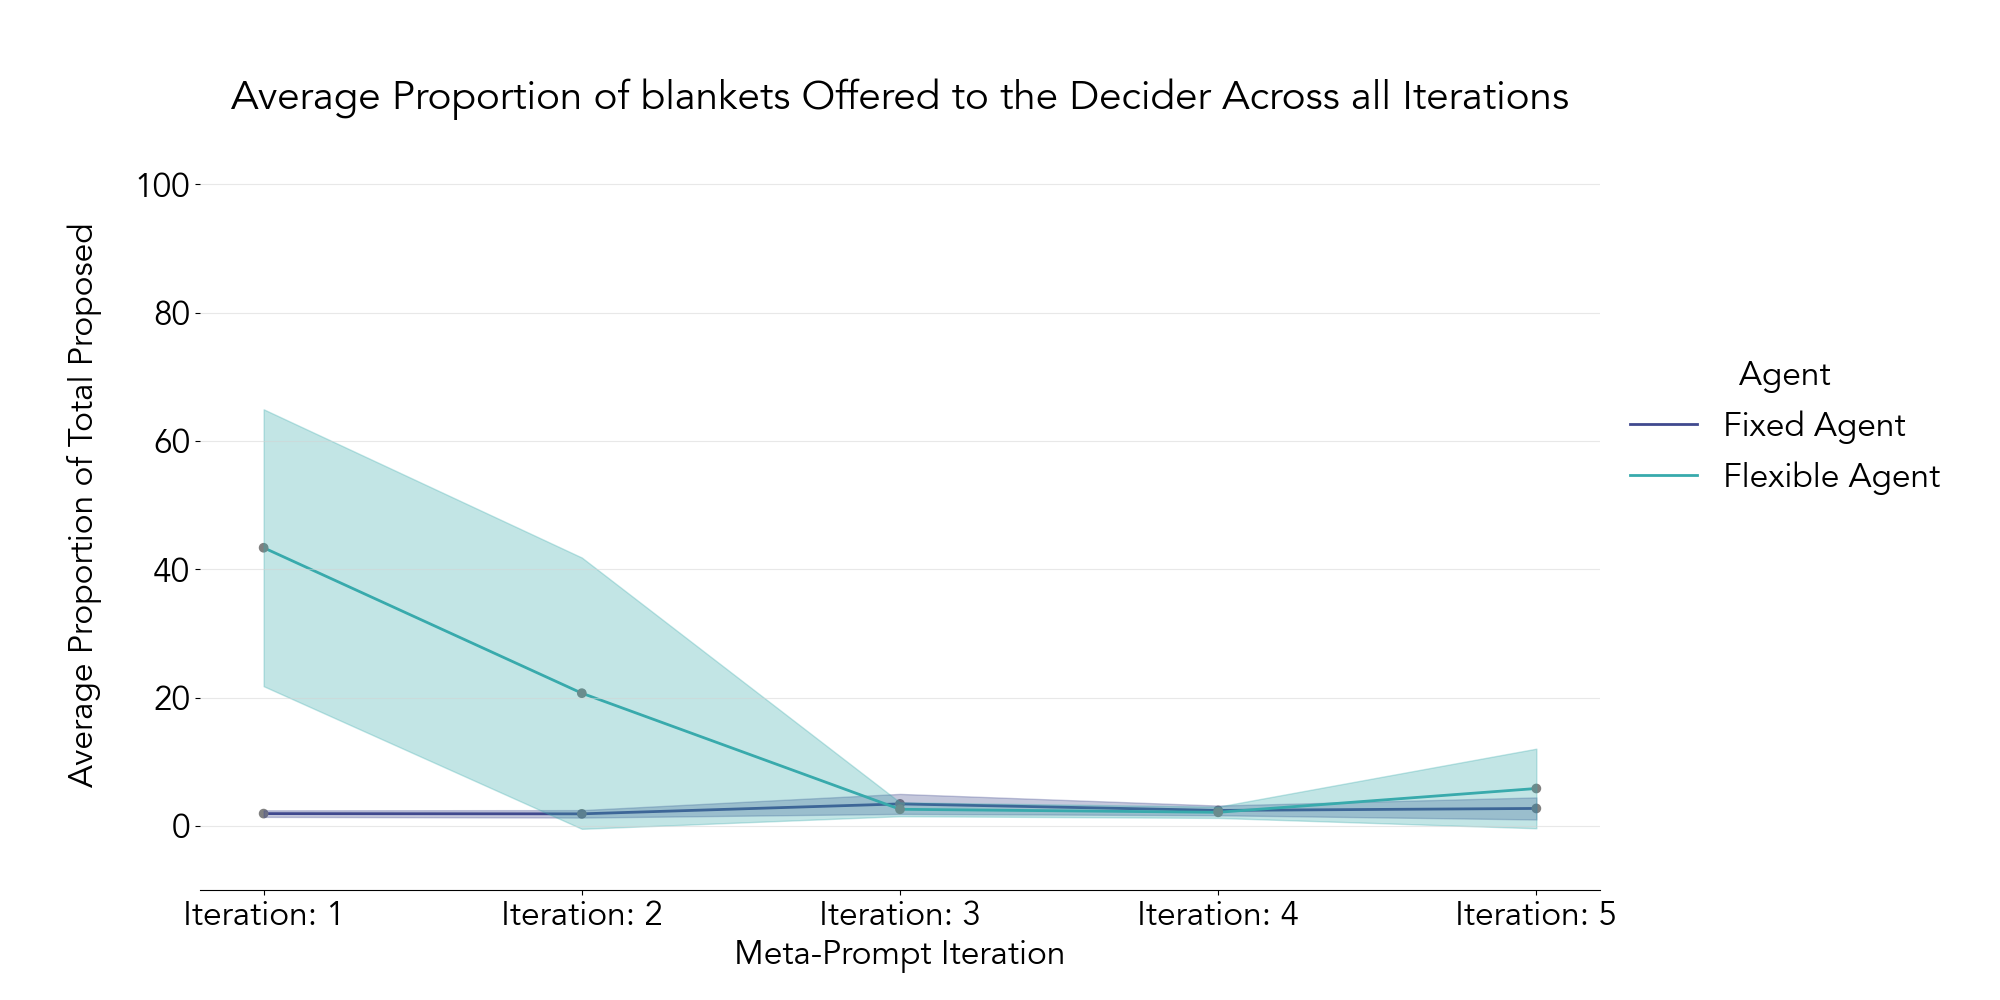 Average Proportion of blankets Offered to the Decider Across all Iterations
Average Proportion of Total Proposed
100
80
60
40
20
0
Iteration: 1
Iteration: 2
Iteration: 3
Iteration: 4
Iteration: 5
Meta-Prompt Iteration
Agent
Fixed Agent
Flexible Agent